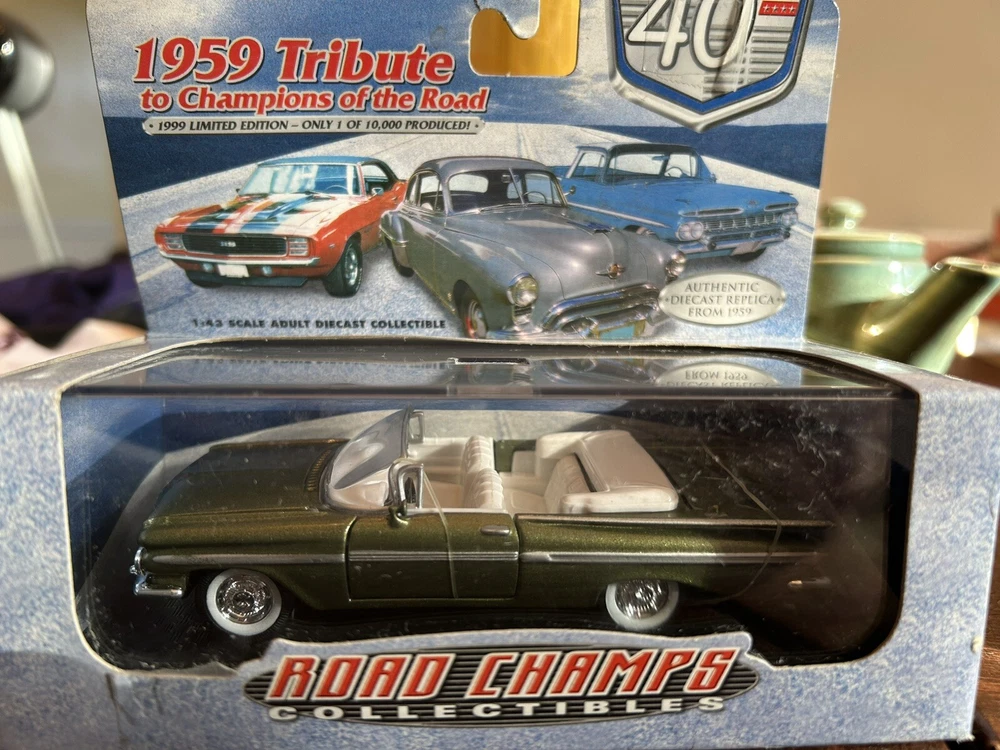 40
1959 Tribute
to Champions of the Road
1999 LIMITED EDITION – ONLY 1 OF 10,000 PRODUCED!
AUTHENTIC
DIECAST REPLICA
FROM 1959
1:43 SCALE ADULT DIECAST COLLECTIBLE
ROAD CHAMPS
COLLECTIBLES